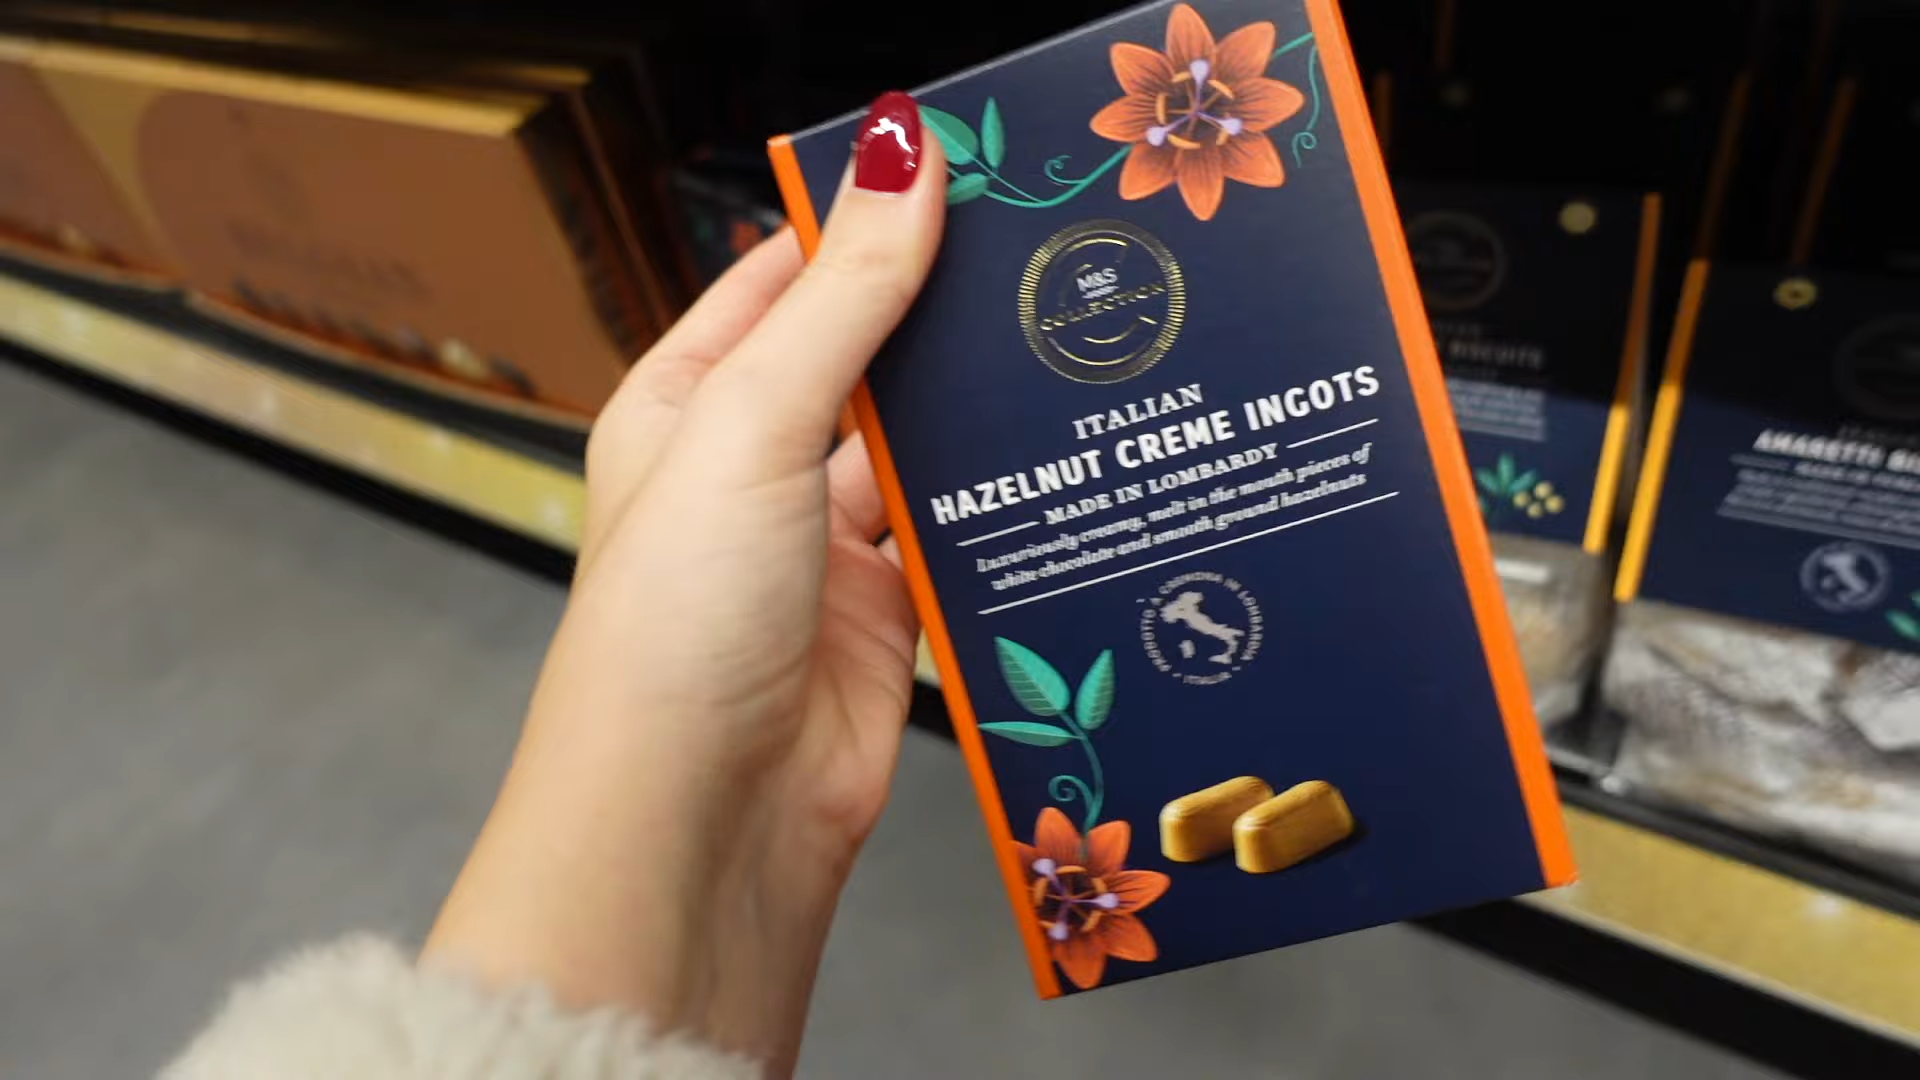 M&S
COLLECTION
ITALIAN
HAZELNUT CREME INGOTS
MADE IN LOMBARDY
Luxuriously creamy, melt in the mouth pieces of
white chocolate and smooth ground hazelnuts
PRODOTTO A CREMONA IN LOMBARDIA • ITALIA •
BISCUITS
AMARETTI